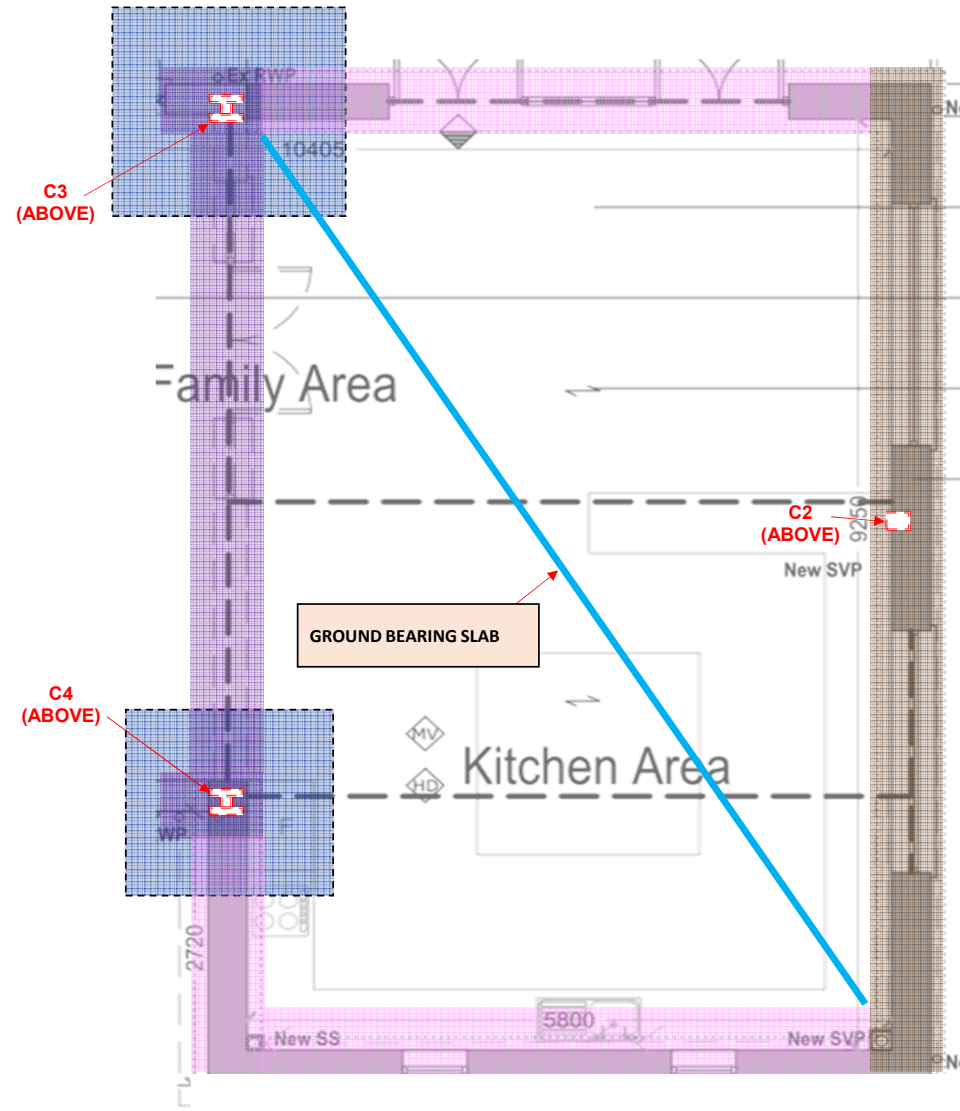 Ex RWP
C3
(ABOVE)
10405
Family Area
C2
(ABOVE)
9250
New SVP
GROUND BEARING SLAB
C4
(ABOVE)
MV
Kitchen Area
HD
WP
F
2720
5800
New SS
New SVP